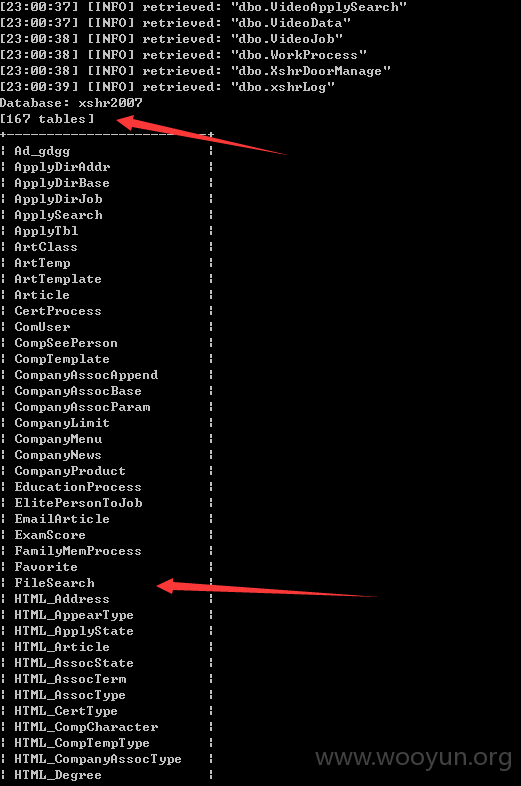 [23:00:37] [INFO] retrieved: "dbo.VideoApplySearch"
[23:00:37] [INFO] retrieved: "dbo.VideoData"
[23:00:38] [INFO] retrieved: "dbo.VideoJob"
[23:00:38] [INFO] retrieved: "dbo.WorkProcess"
[23:00:38] [INFO] retrieved: "dbo.XshrDoorManage"
[23:00:39] [INFO] retrieved: "dbo.xshrLog"
Database: xshr2007
[167 tables]
+--------------------------+
¦ Ad_gdgg ¦
¦ ApplyDirAddr ¦
¦ ApplyDirBase ¦
¦ ApplyDirJob ¦
¦ ApplySearch ¦
¦ ApplyTbl ¦
¦ ArtClass ¦
¦ ArtTemp ¦
¦ ArtTemplate ¦
¦ Article ¦
¦ CertProcess ¦
¦ ComUser ¦
¦ CompSeePerson ¦
¦ CompTemplate ¦
¦ CompanyAssocAppend ¦
¦ CompanyAssocBase ¦
¦ CompanyAssocParam ¦
¦ CompanyLimit ¦
¦ CompanyMenu ¦
¦ CompanyNews ¦
¦ CompanyProduct ¦
¦ EducationProcess ¦
¦ ElitePersonToJob ¦
¦ EmailArticle ¦
¦ ExamScore ¦
¦ FamilyMemProcess ¦
¦ Favorite ¦
¦ FileSearch ¦
¦ HTML_Address ¦
¦ HTML_AppearType ¦
¦ HTML_ApplyState ¦
¦ HTML_Article ¦
¦ HTML_AssocState ¦
¦ HTML_AssocTerm ¦
¦ HTML_AssocType ¦
¦ HTML_CertType ¦
¦ HTML_CompCharacter ¦
¦ HTML_CompTempType ¦
¦ HTML_CompanyAssocType ¦
¦ HTML_Degree ¦
www.wooyun.org